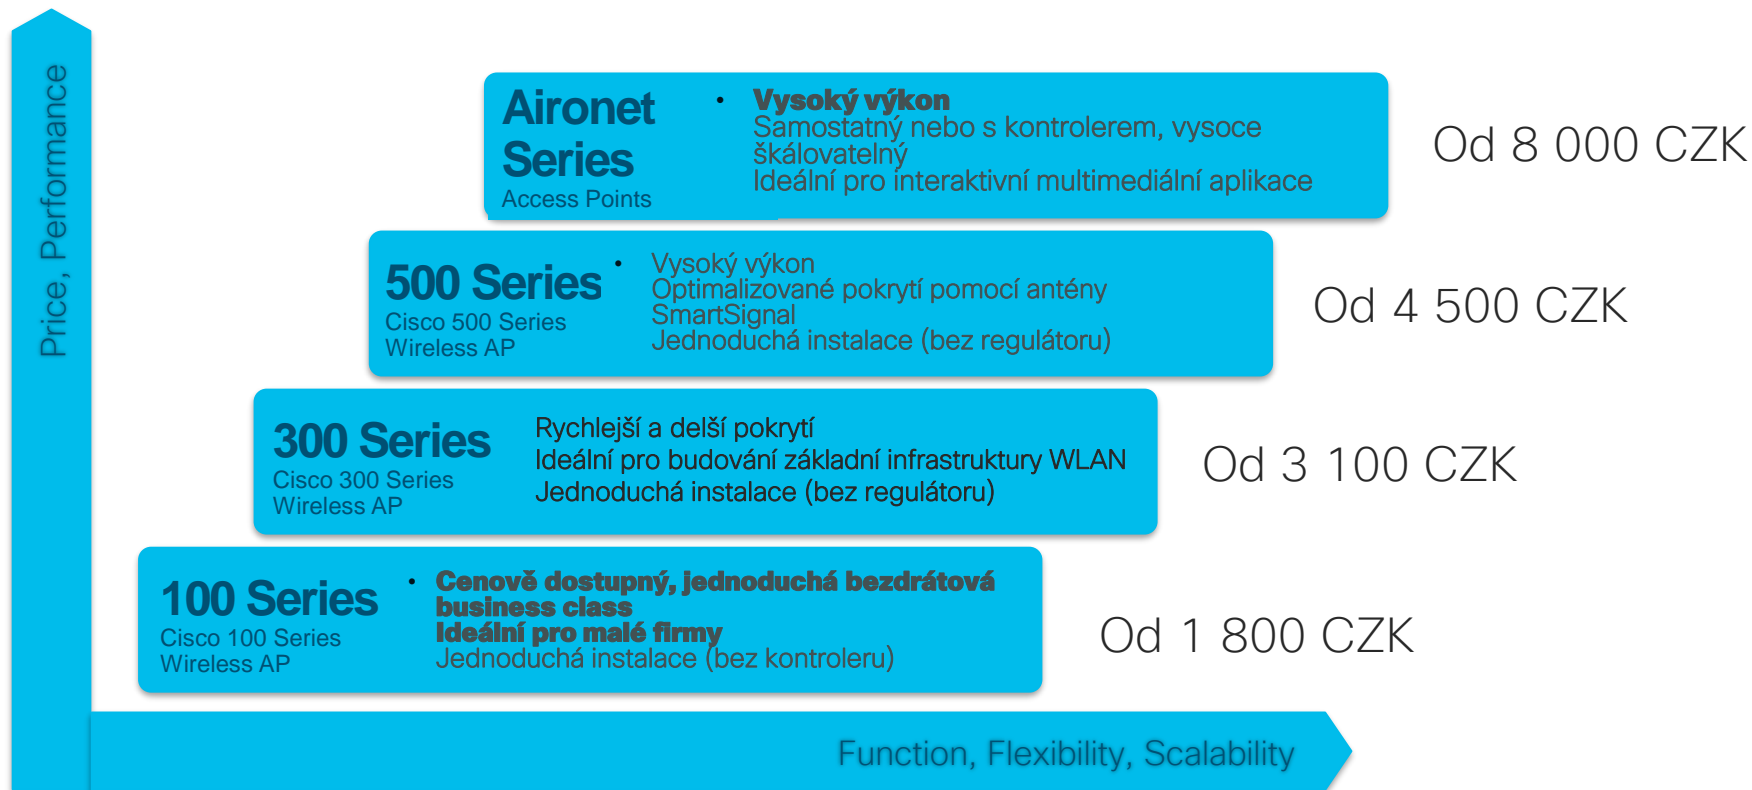 Price, Performance
Aironet
Series
Access Points
• Vysoký výkon
Samostatný nebo s kontrolerem, vysoce
škálovatelný
Ideální pro interaktivní multimediální aplikace
Od 8 000 CZK
500 Series
Cisco 500 Series
Wireless AP
• Vysoký výkon
Optimalizované pokrytí pomocí antény
SmartSignal
Jednoduchá instalace (bez regulátoru)
Od 4 500 CZK
300 Series
Cisco 300 Series
Wireless AP
Rychlejší a delší pokrytí
Ideální pro budování základní infrastruktury WLAN
Jednoduchá instalace (bez regulátoru)
Od 3 100 CZK
100 Series
Cisco 100 Series
Wireless AP
• Cenově dostupný, jednoduchá bezdrátová
business class
Ideální pro malé firmy
Jednoduchá instalace (bez kontroleru)
Od 1 800 CZK
Function, Flexibility, Scalability